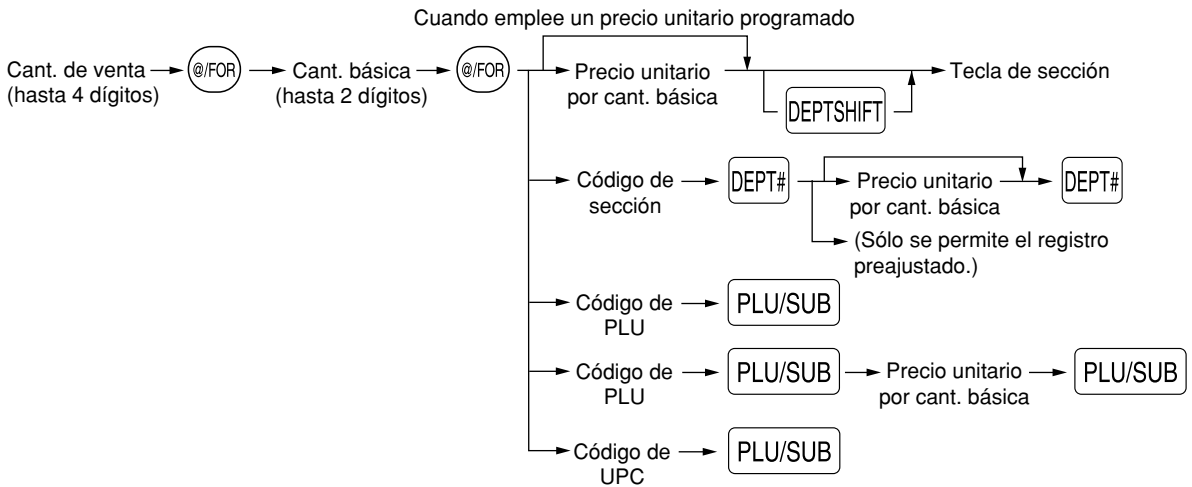 Cuando emplee un precio unitario programado
Cant. de venta
(hasta 4 dígitos)
@/FOR
Cant. básica
(hasta 2 dígitos)
@/FOR
Precio unitario
por cant. básica
DEPTSHIFT
Tecla de sección
Código de
sección
DEPT#
Precio unitario
por cant. básica
DEPT#
(Sólo se permite el registro
preajustado.)
Código de
PLU
PLU/SUB
Código de
PLU
PLU/SUB
Precio unitario
por cant. básica
PLU/SUB
Código de
UPC
PLU/SUB